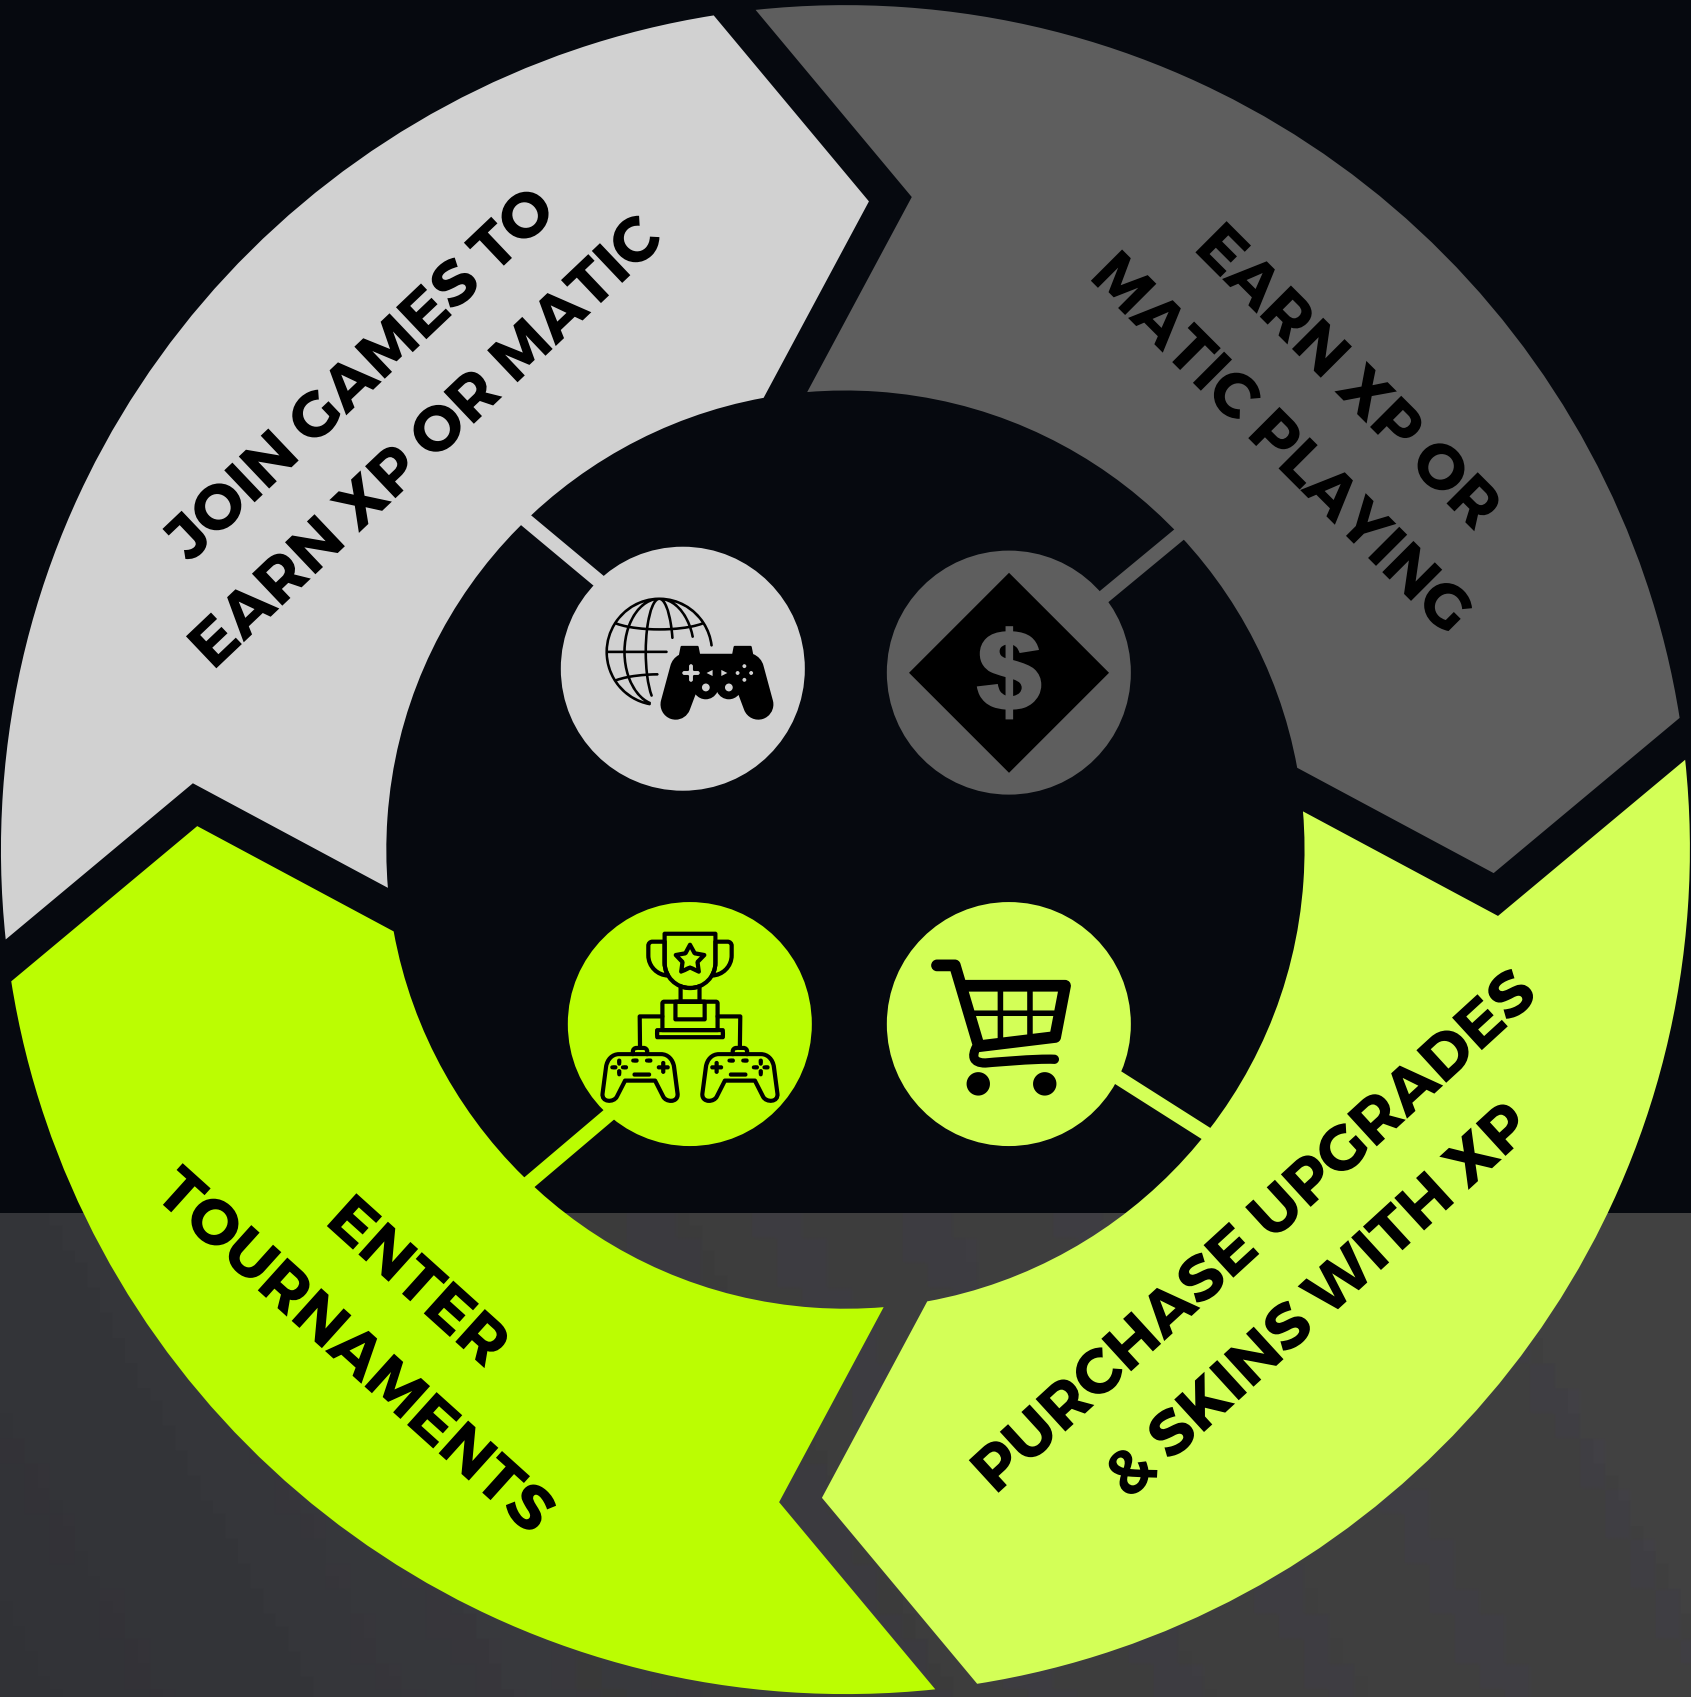 JOIN GAMES TO
EARN XP OR MATIC
EARN XP OR
MATIC PLAYING
$
PURCHASE UPGRADES
& SKINS WITH XP
ENTER
TOURNAMENTS